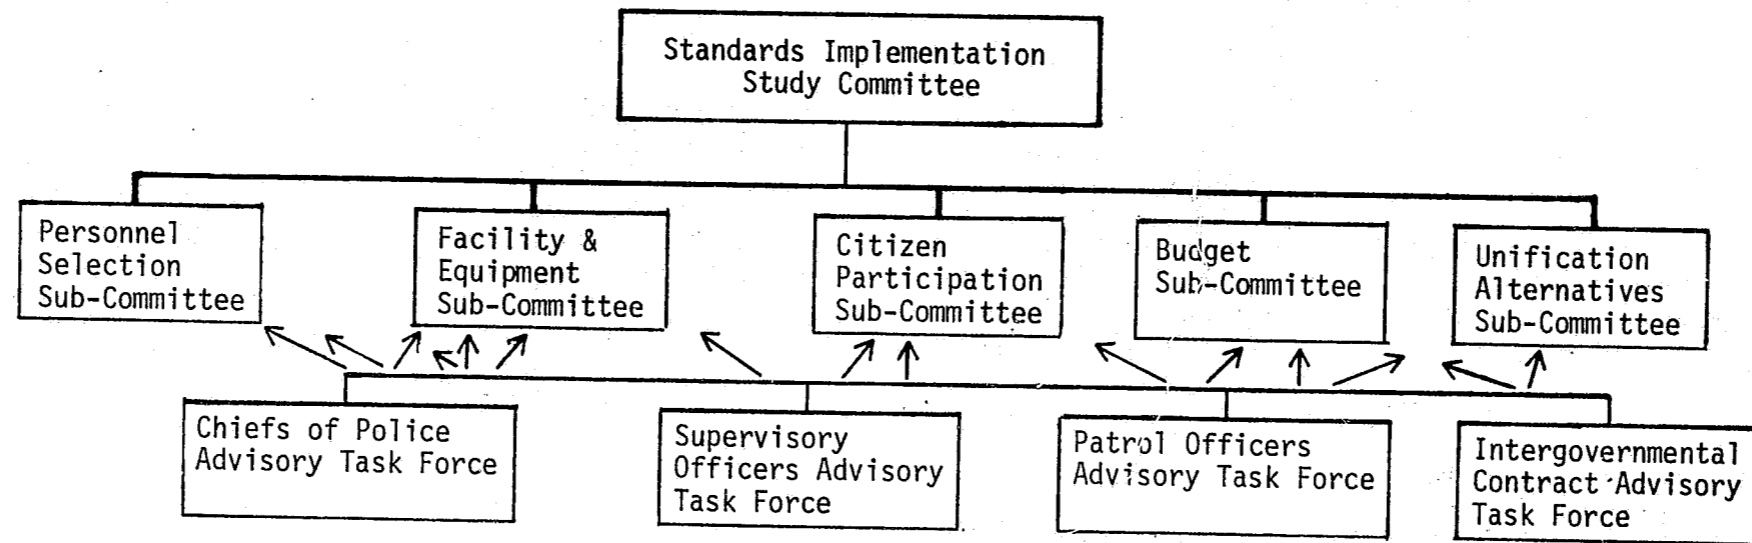 Standards Implementation
Study Committee
Personnel
Selection
Sub-Committee
Facility &
Equipment
Sub-Committee
Citizen
Participation
Sub-Committee
Budget
Sub-Committee
Unification
Alternatives
Sub-Committee
Chiefs of Police
Advisory Task Force
Supervisory
Officers Advisory
Task Force
Patrol Officers
Advisory Task Force
Intergovernmental
Contract Advisory
Task Force